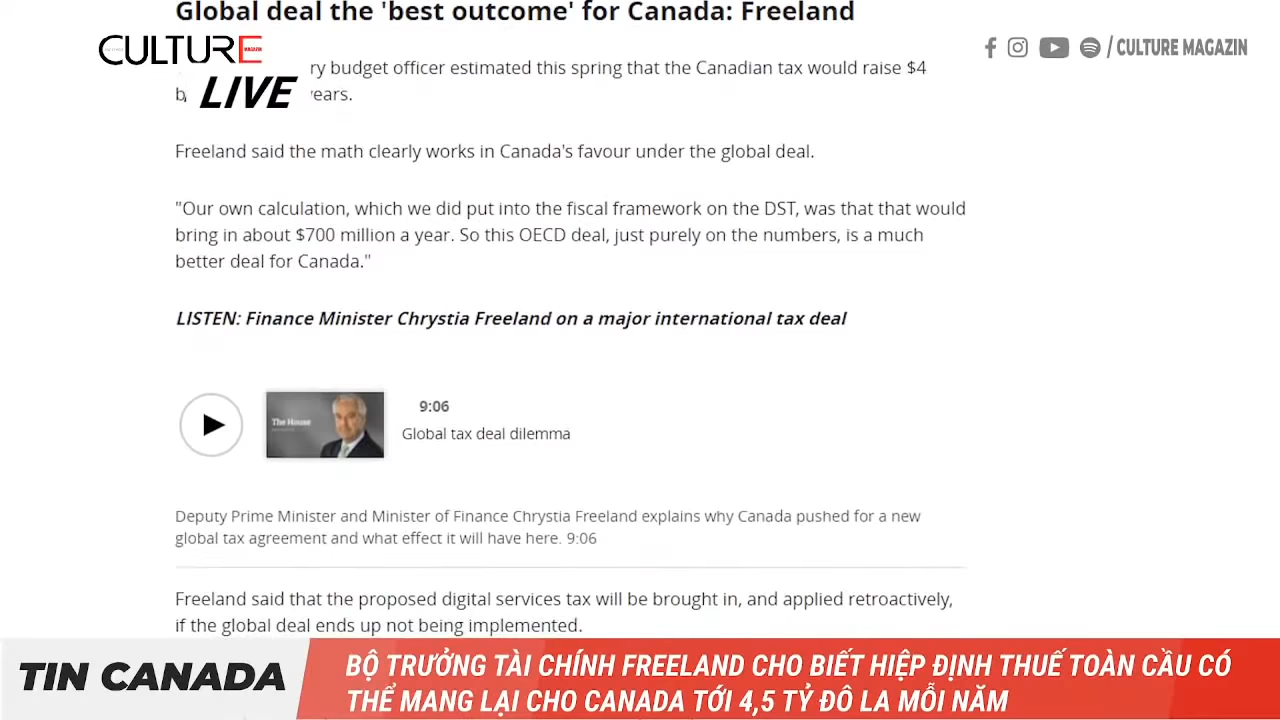 Global deal the 'best outcome' for Canada: Freeland
CULTURE
/ CULTURE MAGAZIN
ry budget officer estimated this spring that the Canadian tax would raise $4
LIVE
years.
Freeland said the math clearly works in Canada's favour under the global deal.
"Our own calculation, which we did put into the fiscal framework on the DST, was that that would
bring in about $700 million a year. So this OECD deal, just purely on the numbers, is a much
better deal for Canada."
LISTEN: Finance Minister Chrystia Freeland on a major international tax deal
The House
9:06
Global tax deal dilemma
Deputy Prime Minister and Minister of Finance Chrystia Freeland explains why Canada pushed for a new
global tax agreement and what effect it will have here. 9:06
Freeland said that the proposed digital services tax will be brought in, and applied retroactively,
if the global deal ends up not being implemented.
TIN CANADA
BỘ TRƯỞNG TÀI CHÍNH FREELAND CHO BIẾT HIỆP ĐỊNH THUẾ TOÀN CẦU CÓ
THỂ MANG LẠI CHO CANADA TỚI 4,5 TỶ ĐÔ LA MỖI NĂM